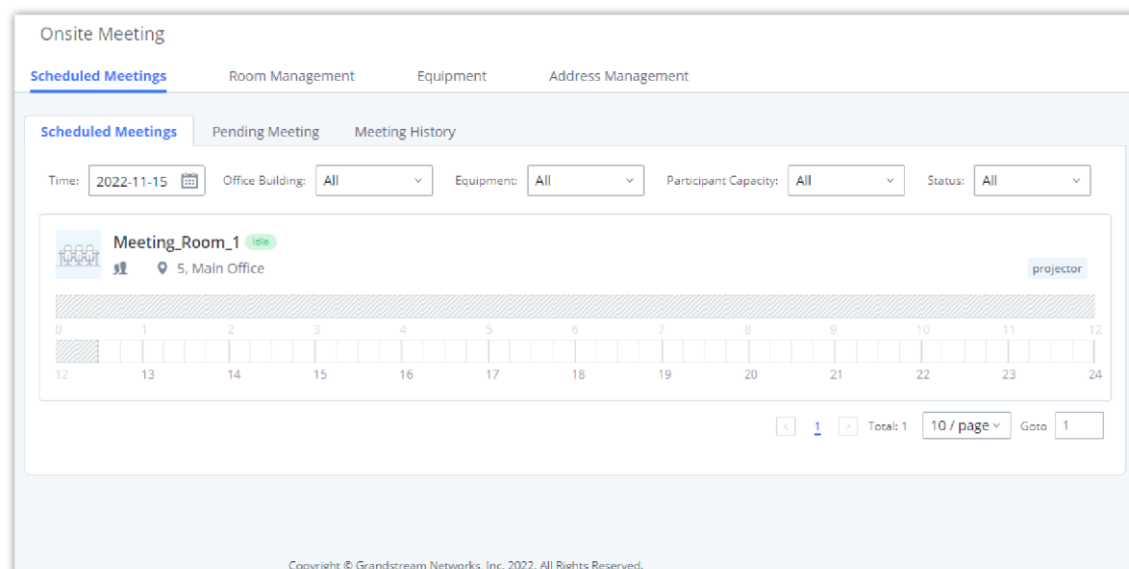 Onsite Meeting
Scheduled Meetings Room Management Equipment Address Management
Scheduled Meetings Pending Meeting Meeting History
Time: 2022-11-15 Office Building: All Equipment: All Participant Capacity: All Status: All
Meeting_Room_1 Idle
5, Main Office projector
0 1 2 3 4 5 6 7 8 9 10 11 12
12 13 14 15 16 17 18 19 20 21 22 23 24
< 1 > Total: 1 10 / page Goto 1
Copyright © Grandstream Networks, Inc. 2022. All Rights Reserved.